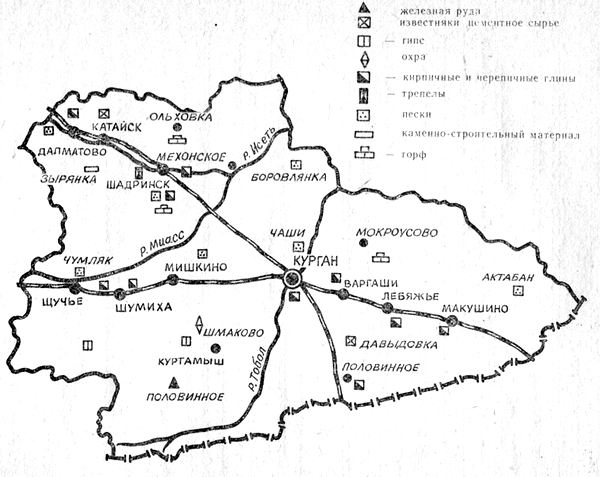 железная руда
известняки цементное сырье
— гипс
охра
— кирпичные и черепичные глины
— трепелы
пески
каменно-строительный материал
— торф
ОЛЬХОВКА
КАТАЙСК
р. Исеть
ДАЛМАТОВО
МЕХОНСКОЕ
ЗЫРЯНКА
ШАДРИНСК
БОРОВЛЯНКА
р. Миасс
ЧАШИ
МОКРОУСОВО
ЧУМЛЯК
МИШКИНО
КУРГАН
ВАРГАШИ
АКТАБАН
ЩУЧЬЕ
ШУМИХА
ЛЕБЯЖЬЕ
МАКУШИНО
ШМАКОВО
ДАВЫДОВКА
КУРТАМЫШ
р. Тобол
ПОЛОВИННОЕ
ПОЛОВИННОЕ